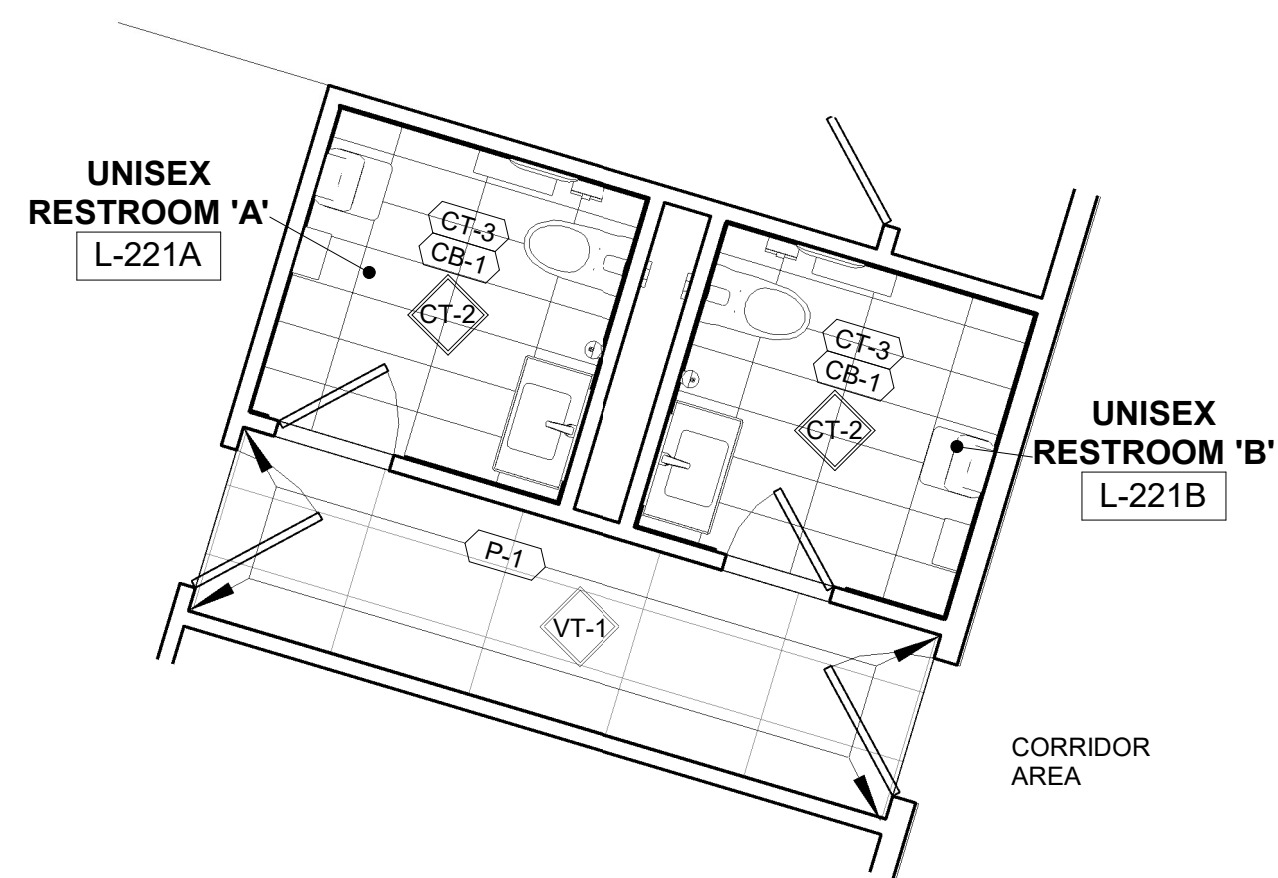 UNISEX
RESTROOM 'A'
L-221A
CT-3
CB-1
CT-2
CT-3
CB-1
CT-2
UNISEX
RESTROOM 'B'
L-221B
P-1
VT-1
CORRIDOR
AREA